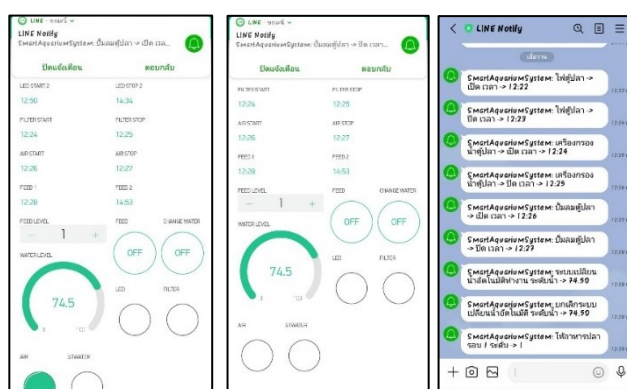 LINE · ขณะนี้
LINE Notify
SmartAquariumSystem: ปั๊มลมตู้ปลา -> เปิด เวล...
ปิดแจ้งเตือน
ตอบกลับ
LED START 2
LED STOP 2
12:50
14:34
FILTER START
FILTER STOP
12:24
12:25
AIR START
AIR STOP
12:26
12:27
FEED 1
FEED 2
12:28
14:53
FEED LEVEL
FEED
CHANGE WATER
1
OFF
OFF
WATER LEVEL
LED
FILTER
74.5
AIR
STARTER
LINE · ขณะนี้
LINE Notify
SmartAquariumSystem: ปั๊มลมตู้ปลา -> ปิด เวลา...
ปิดแจ้งเตือน
ตอบกลับ
FILTER START
FILTER STOP
12:24
12:25
AIR START
AIR STOP
12:26
12:27
FEED 1
FEED 2
12:28
14:53
FEED LEVEL
FEED
CHANGE WATER
1
OFF
OFF
WATER LEVEL
LED
FILTER
74.5
AIR
STARTER
LINE Notify
SmartAquariumSystem: ไฟตู้ปลา ->
เปิด เวลา -> 12:22
SmartAquariumSystem: ไฟตู้ปลา ->
ปิด เวลา -> 12:23
SmartAquariumSystem: เครื่องกรอง
น้ำตู้ปลา -> เปิด เวลา -> 12:24
SmartAquariumSystem: เครื่องกรอง
น้ำตู้ปลา -> ปิด เวลา -> 12:25
SmartAquariumSystem: ปั๊มลมตู้ปลา
-> เปิด เวลา -> 12:26
SmartAquariumSystem: ปั๊มลมตู้ปลา
-> ปิด เวลา -> 12:27
SmartAquariumSystem: ระบบเปลี่ยน
น้ำอัตโนมัติทำงาน ระดับน้ำ -> 74.50
SmartAquariumSystem: ยกเลิกระบบ
เปลี่ยนน้ำอัตโนมัติ ระดับน้ำ -> 74.50
SmartAquariumSystem: ให้อาหารปลา
รอบ 1 ระดับ -> 1